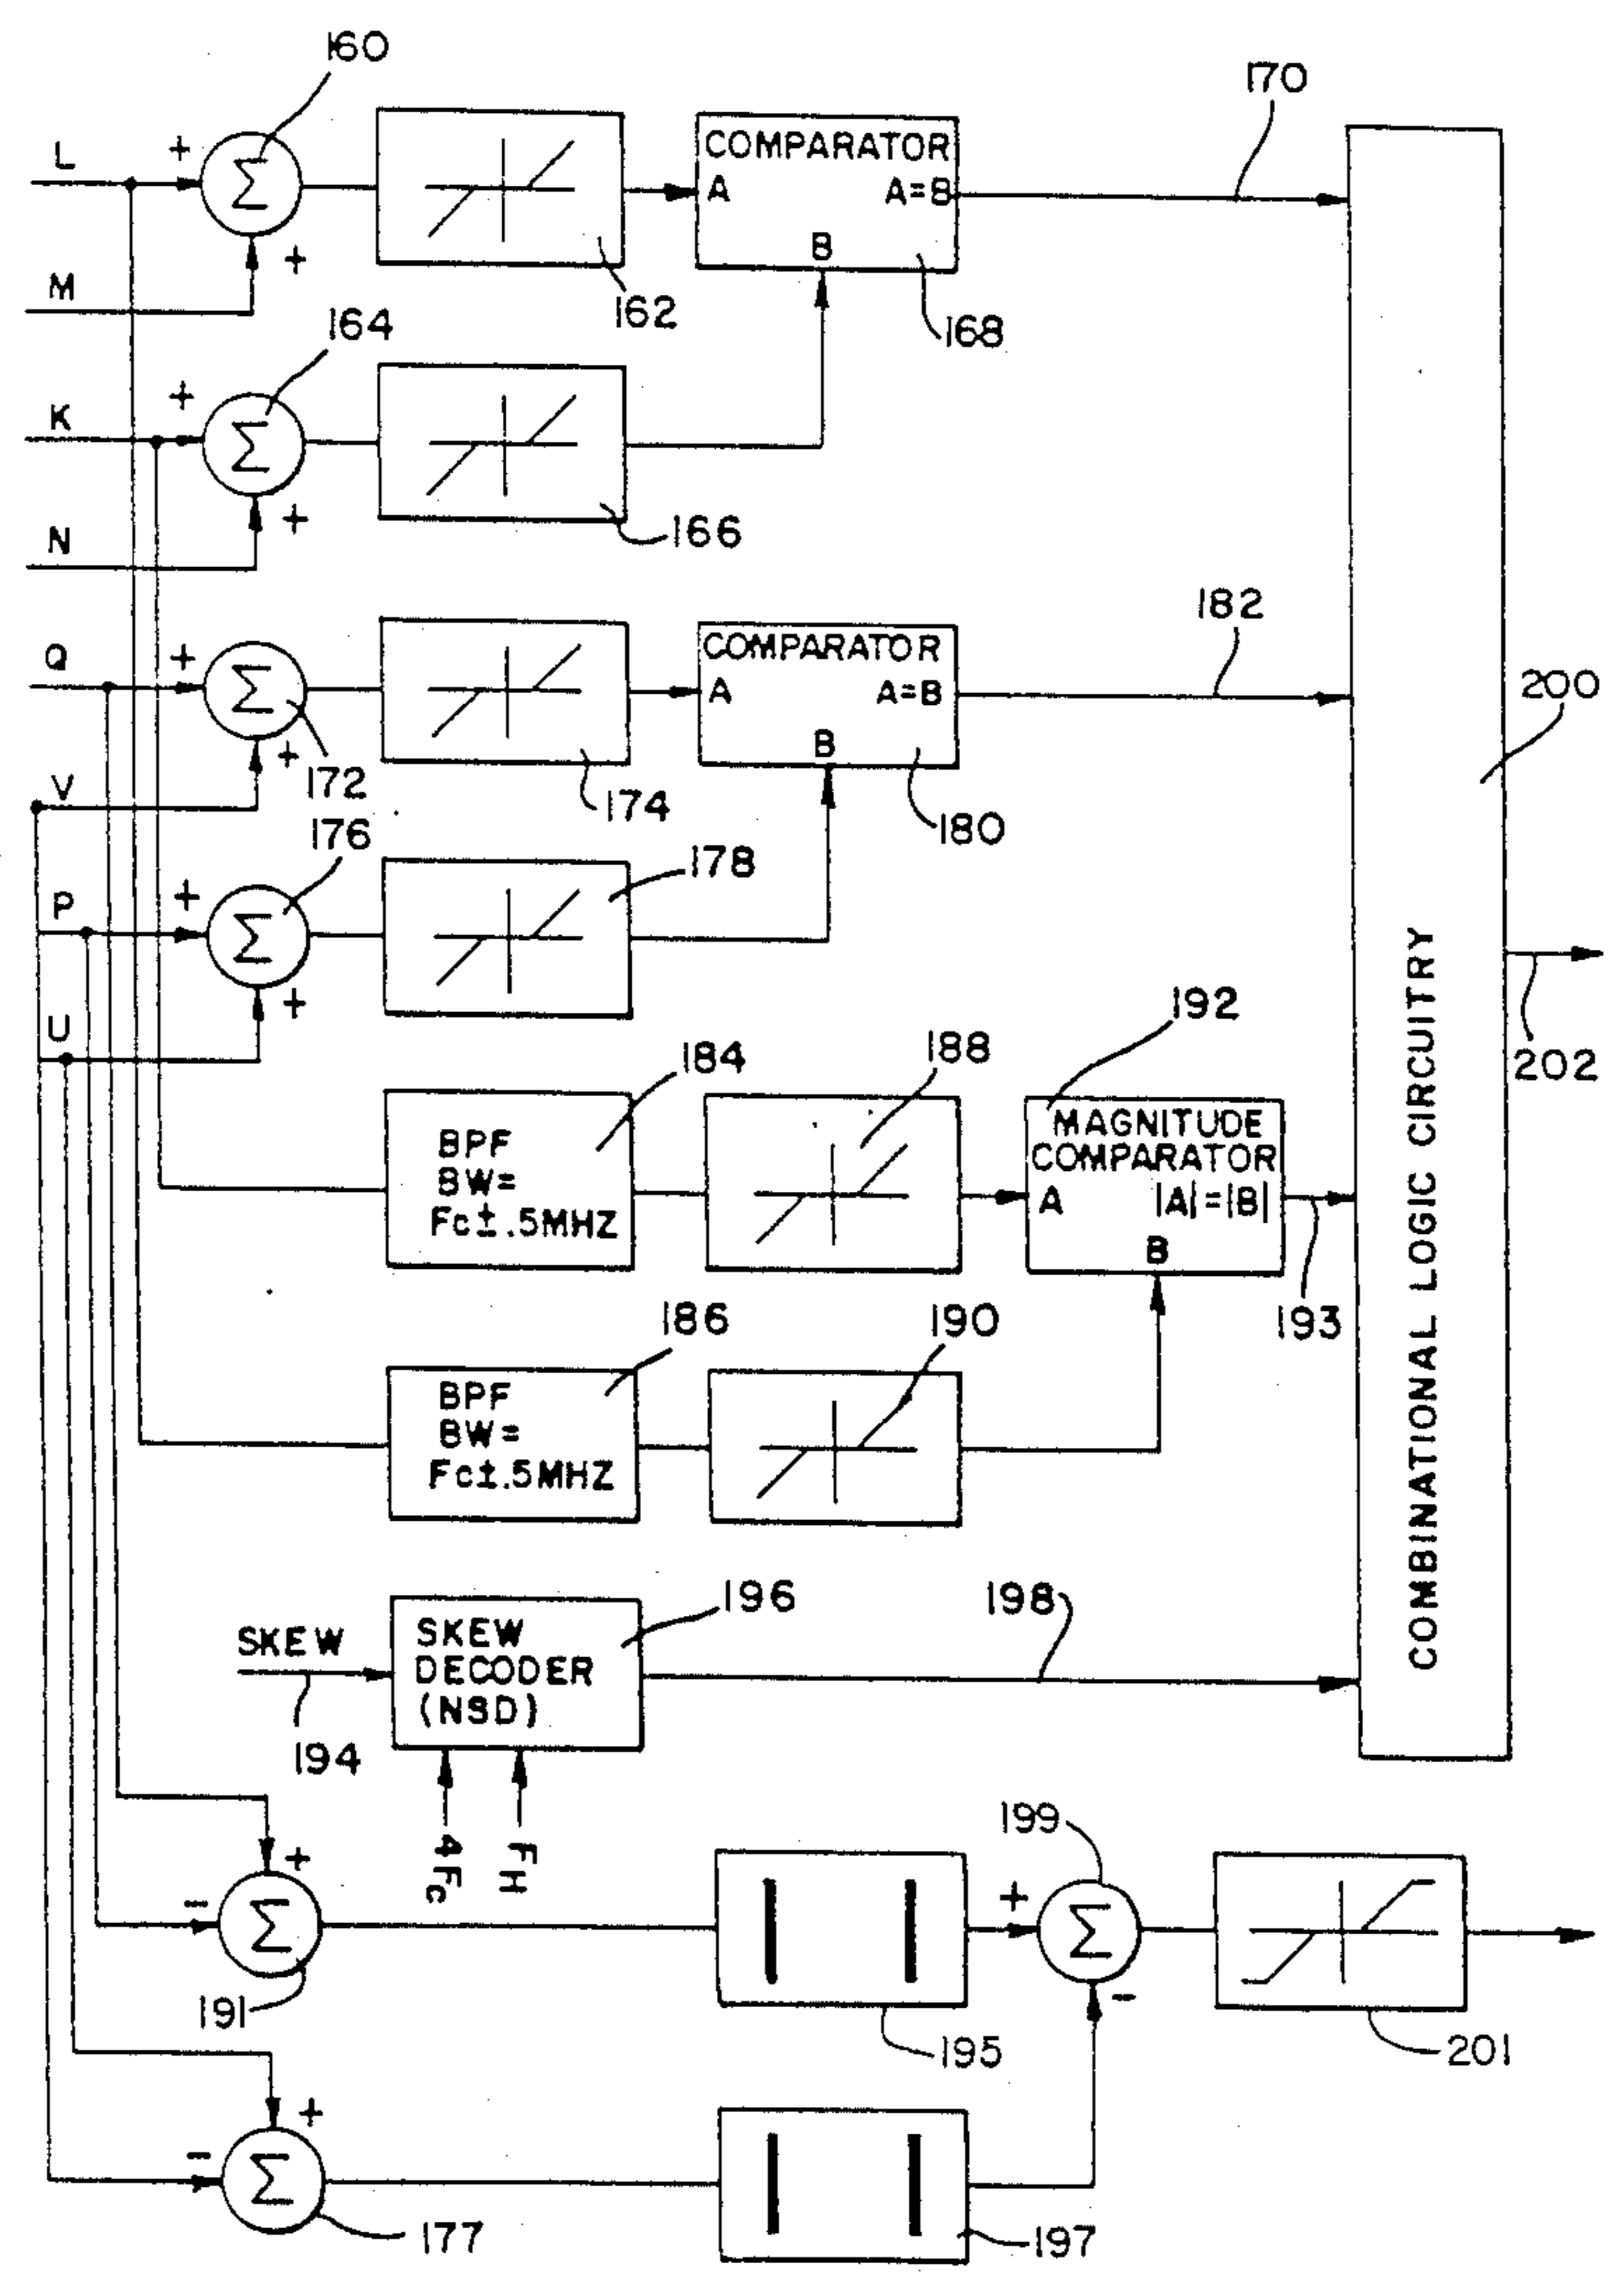 160
170
L
+
Σ
COMPARATOR
A
A=B
B
M
+
162
168
164
K
+
Σ
N
+
166
182
Q
+
Σ
COMPARATOR
A
A=B
B
200
V
+
172
174
180
176
178
P
+
Σ
U
+
202
184
188
192
BPF
BW=
Fc±.5MHZ
MAGNITUDE
COMPARATOR
A
|A|=|B|
B
193
186
190
BPF
BW=
Fc±.5MHZ
COMBINATIONAL LOGIC CIRCUITRY
196
198
SKEW
SKEW
DECODER
(NSD)
194
4Fc
FH
199
+
-
Σ
+
Σ
-
191
195
201
+
-
Σ
177
197